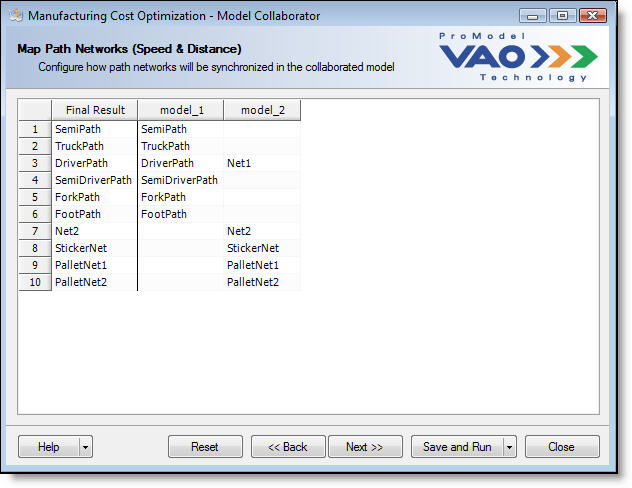 Manufacturing Cost Optimization - Model Collaborator
Map Path Networks (Speed & Distance)
Configure how path networks will be synchronized in the collaborated model
ProModel
VAO
Technology
Final Result model_1 model_2
1 SemiPath SemiPath
2 TruckPath TruckPath
3 DriverPath DriverPath Net1
4 SemiDriverPath SemiDriverPath
5 ForkPath ForkPath
6 FootPath FootPath
7 Net2 Net2
8 StickerNet StickerNet
9 PalletNet1 PalletNet1
10 PalletNet2 PalletNet2
Help Reset << Back Next >> Save and Run Close